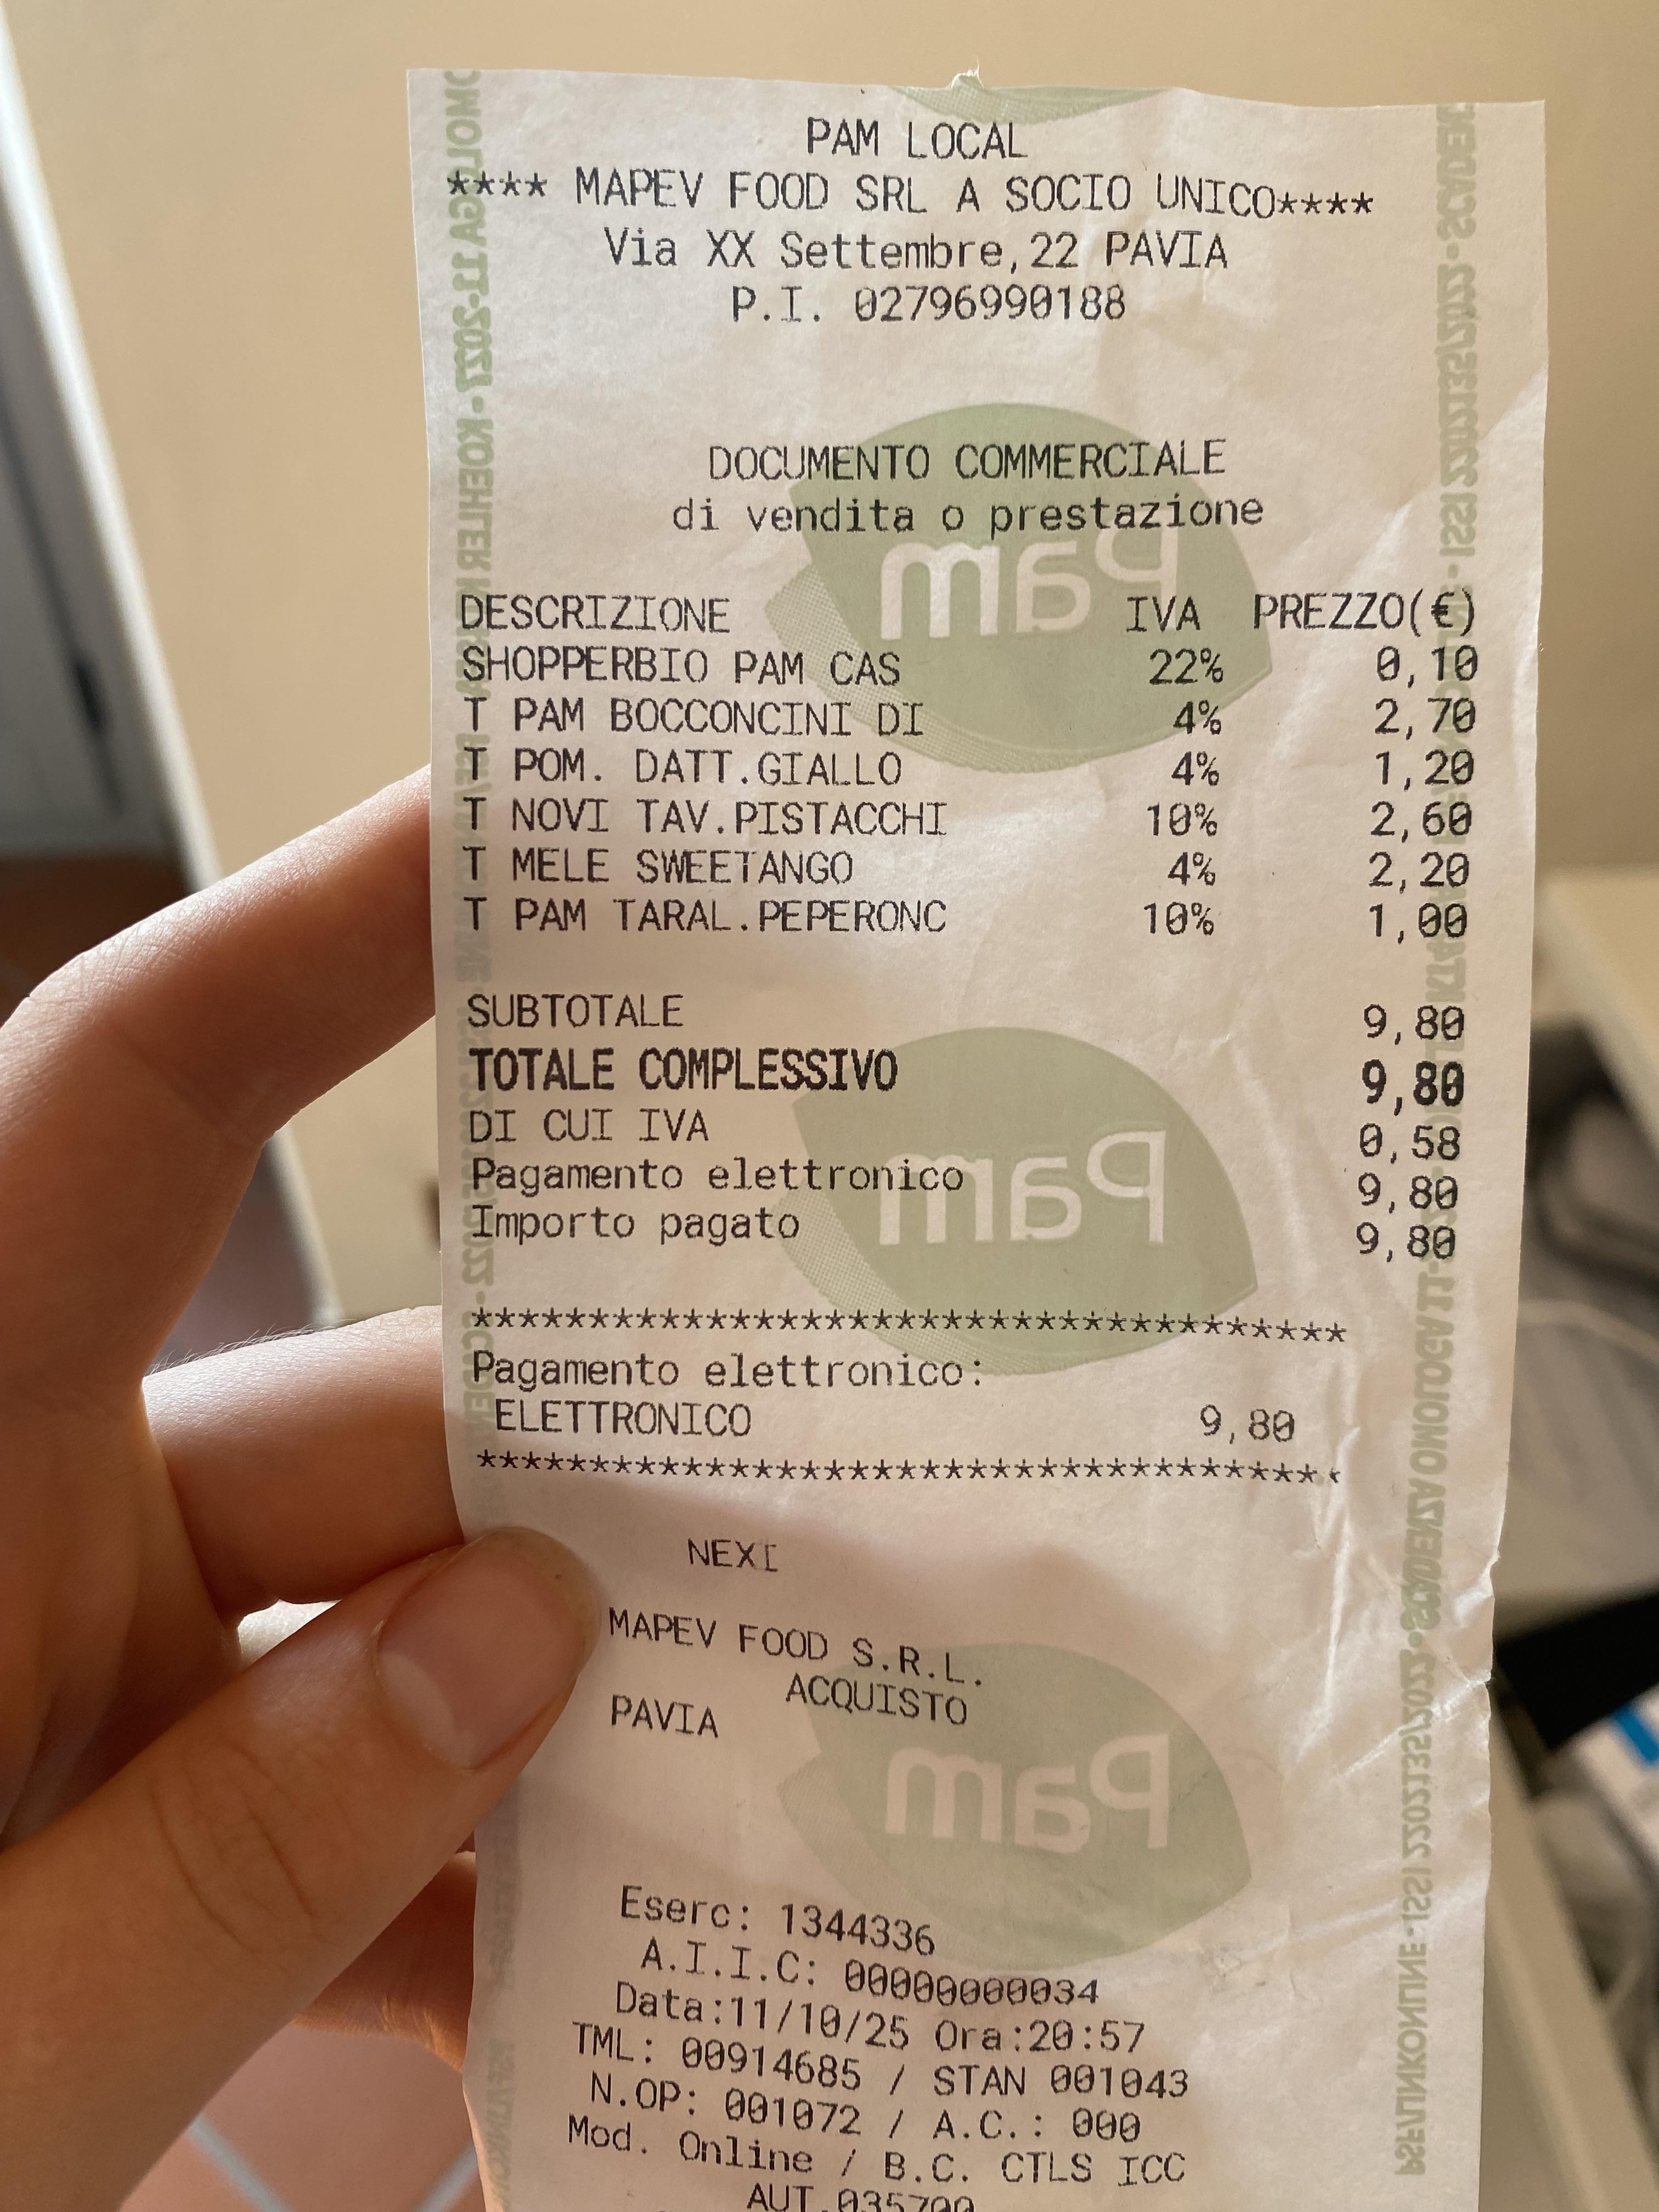 PAM LOCAL
**** MAPEV FOOD SRL A SOCIO UNICO****
Via XX Settembre,22 PAVIA
P.I. 02796990188
DOCUMENTO COMMERCIALE
di vendita o prestazione
DESCRIZIONE IVA PREZZO(€)
SHOPPERBIO PAM CAS 22% 0,10
T PAM BOCCONCINI DI 4% 2,70
T POM. DATT.GIALLO 4% 1,20
T NOVI TAV.PISTACCHI 10% 2,60
T MELE SWEETANGO 4% 2,20
T PAM TARAL.PEPERONC 10% 1,00
SUBTOTALE 9,80
TOTALE COMPLESSIVO 9,80
DI CUI IVA 0,58
Pagamento elettronico 9,80
Importo pagato 9,80
************************************
Pagamento elettronico:
ELETTRONICO 9,80
************************************
NEXI
MAPEV FOOD S.R.L.
ACQUISTO
PAVIA
Eserc: 1344336
A.I.I.C: 00000000034
Data:11/10/25 Ora:20:57
TML: 00914685 / STAN 001043
N.OP: 001072 / A.C.: 000
Mod. Online / B.C. CTLS ICC
AUT.035700
Pam
Pam
Pam